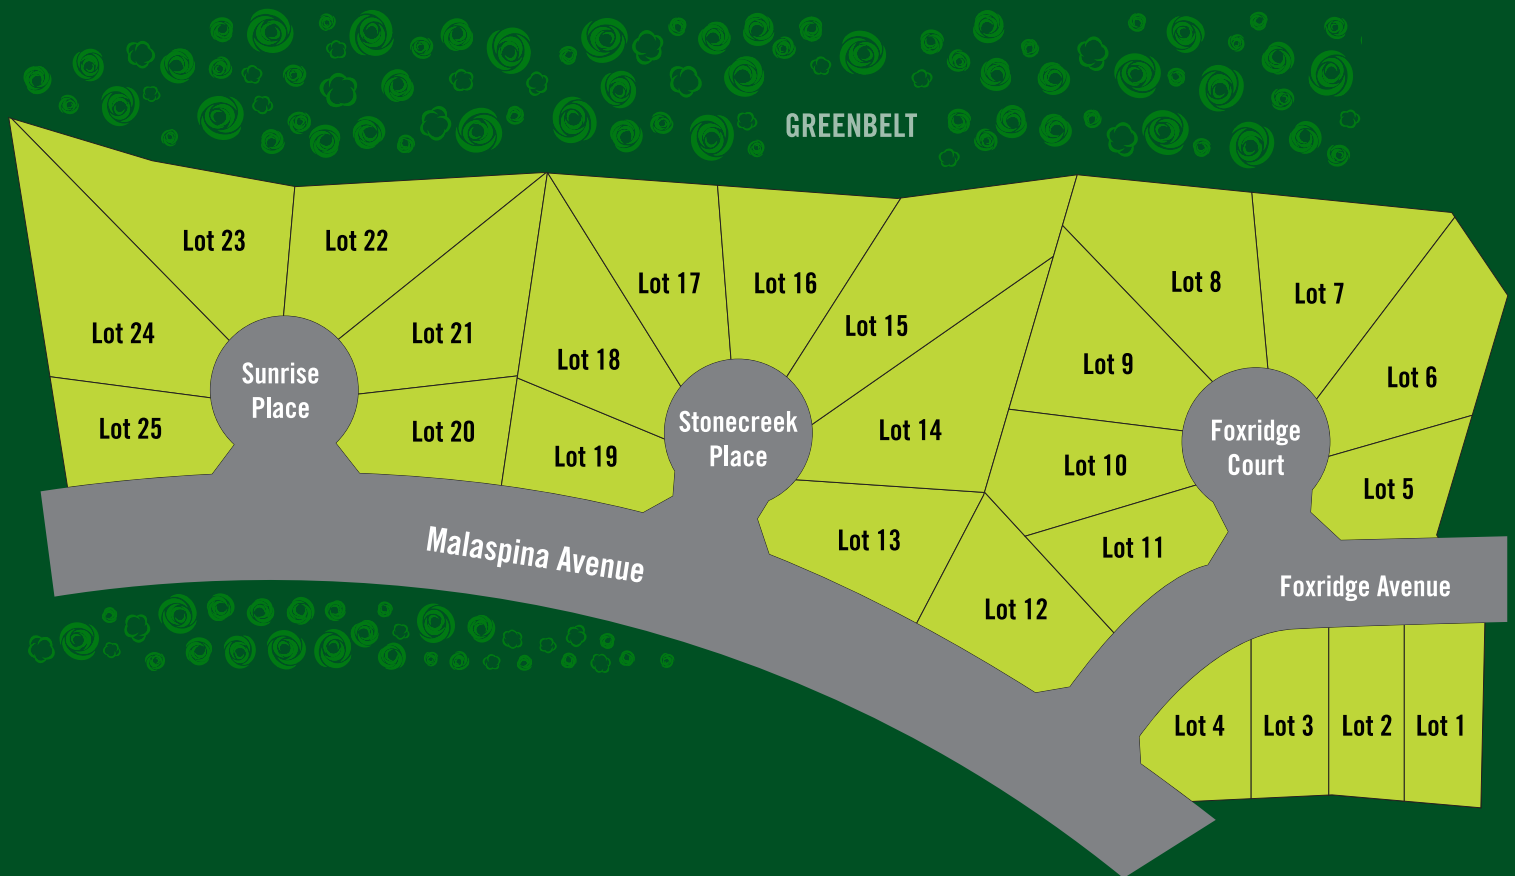 GREENBELT
Lot 23
Lot 22
Lot 24
Lot 21
Lot 25
Lot 20
Sunrise
Place
Lot 17
Lot 16
Lot 15
Lot 18
Lot 19
Lot 14
Lot 13
Stonecreek
Place
Lot 8
Lot 7
Lot 9
Lot 6
Lot 10
Lot 5
Lot 11
Lot 12
Foxridge
Court
Malaspina Avenue
Foxridge Avenue
Lot 4
Lot 3
Lot 2
Lot 1